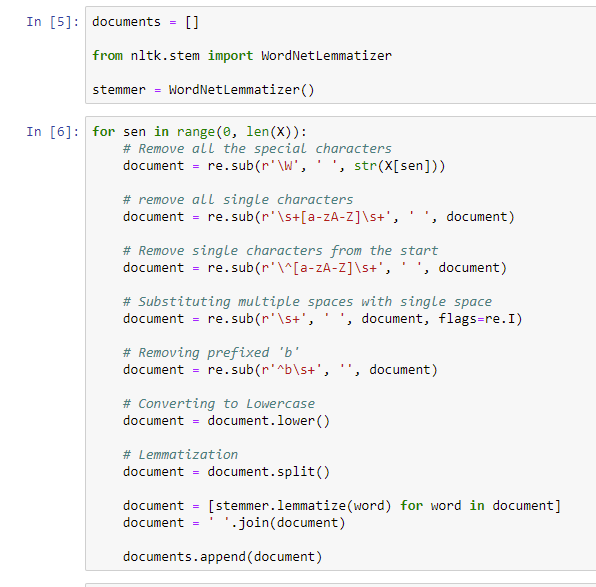 In [5]: documents = []
from nltk.stem import WordNetLemmatizer
stemmer = WordNetLemmatizer()
In [6]: for sen in range(0, len(X)):
# Remove all the special characters
document = re.sub(r'\W', ' ', str(X[sen]))
# remove all single characters
document = re.sub(r'\s+[a-zA-Z]\s+', ' ', document)
# Remove single characters from the start
document = re.sub(r'\^[a-zA-Z]\s+', ' ', document)
# Substituting multiple spaces with single space
document = re.sub(r'\s+', ' ', document, flags=re.I)
# Removing prefixed 'b'
document = re.sub(r'^b\s+', '', document)
# Converting to Lowercase
document = document.lower()
# Lemmatization
document = document.split()
document = [stemmer.lemmatize(word) for word in document]
document = ' '.join(document)
documents.append(document)